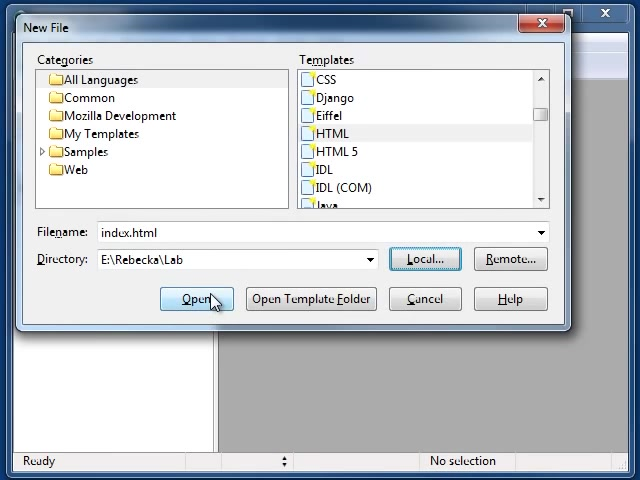 New File
Categories
Templates
All Languages
Common
Mozilla Development
My Templates
Samples
Web
CSS
Django
Eiffel
HTML
HTML 5
IDL
IDL (COM)
Java
Filename: index.html
Directory: E:\Rebecka\Lab
Local...
Remote...
Open
Open Template Folder
Cancel
Help
Ready
No selection